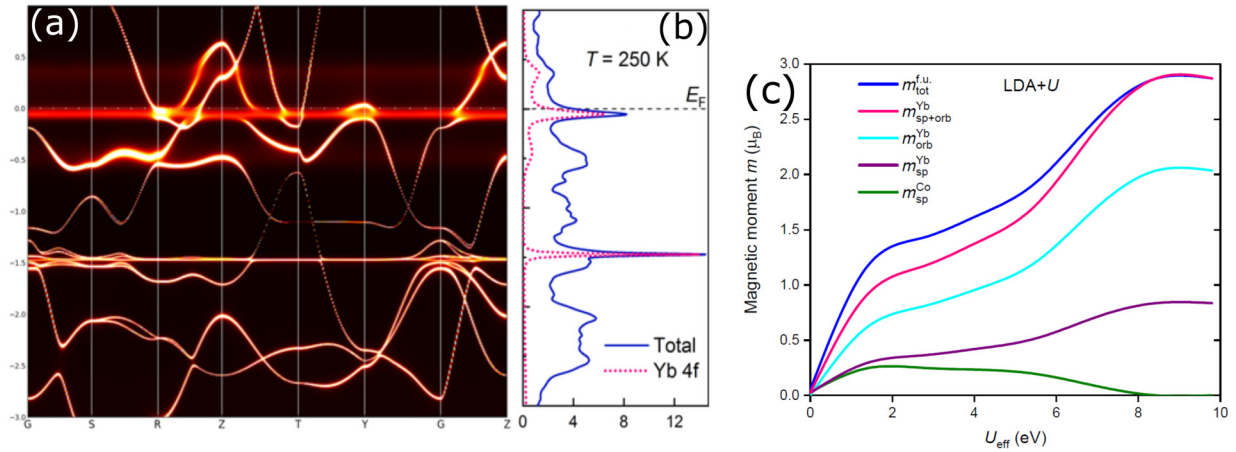 (a)
0.5
0.0
−0.5
−1.0
−1.5
−2.0
−2.5
−3.0
G S R Z T Y G Z
(b)
T = 250 K
E_F
Total
Yb 4f
0 4 8 12
(c)
LDA+U
m_tot^f.u.
m_sp+orb^Yb
m_orb^Yb
m_sp^Yb
m_sp^Co
Magnetic moment m (μ_B)
3.0
2.5
2.0
1.5
1.0
0.5
0.0
0 2 4 6 8 10
U_eff (eV)